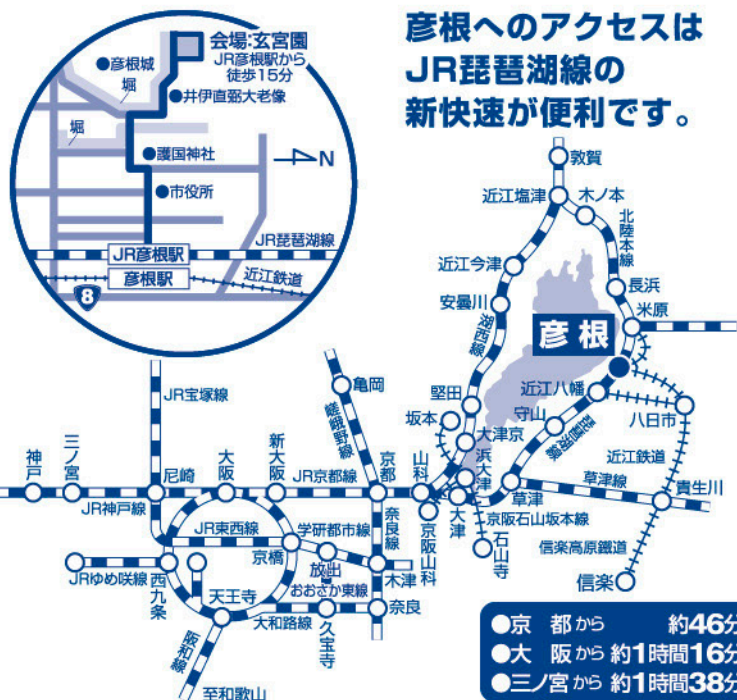 彦根へのアクセスは
JR琵琶湖線の
新快速が便利です。
会場:玄宮園
JR彦根駅から
徒歩15分
彦根城
堀
井伊直弼大老像
堀
護国神社
N
市役所
JR琵琶湖線
JR彦根駅
彦根駅
近江鉄道
8
敦賀
近江塩津
木ノ本
北陸本線
近江今津
長浜
安曇川
米原
湖西線
彦根
JR宝塚線
亀岡
嵯峨野線
堅田
近江八幡
坂本
守山
八日市
大津京
琵琶湖線
神戸
三ノ宮
尼崎
大阪
新大阪
JR京都線
京都
山科
浜大津
近江鉄道
草津線
貴生川
JR神戸線
草津
大津
京阪石山坂本線
京阪山科
石山寺
JR東西線
学研都市線
奈良線
京橋
放出
木津
信楽高原鐵道
JRゆめ咲線
西九条
おおさか東線
信楽
天王寺
大和路線
久宝寺
奈良
阪和線
至和歌山
●京 都から 約46分
●大 阪から 約1時間16分
●三ノ宮から 約1時間38分